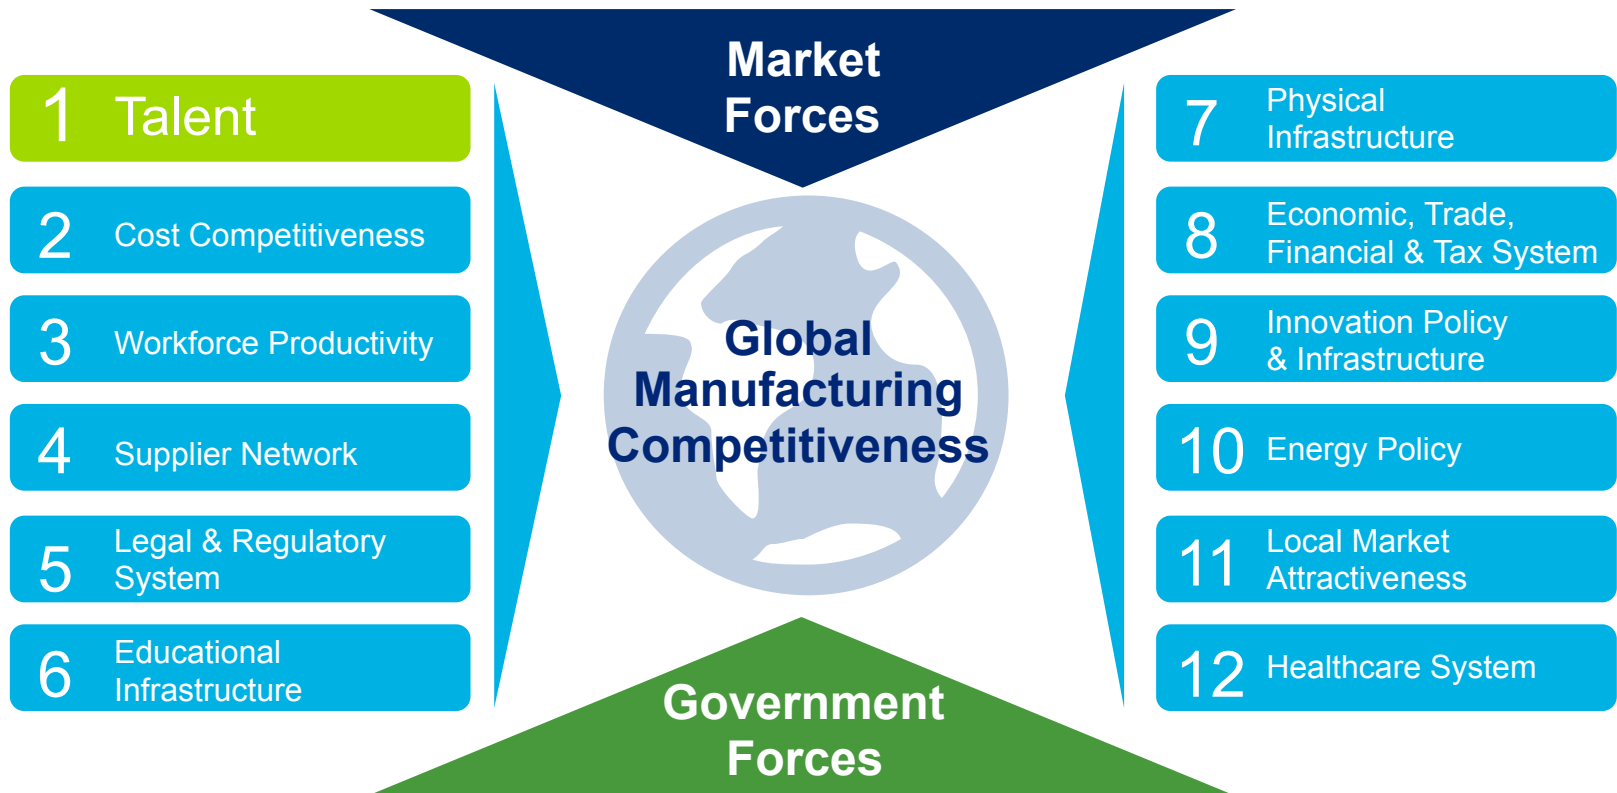 Market
Forces
1 Talent
2 Cost Competitiveness
3 Workforce Productivity
4 Supplier Network
5 Legal & Regulatory
System
6 Educational
Infrastructure
Global
Manufacturing
Competitiveness
7 Physical
Infrastructure
8 Economic, Trade,
Financial & Tax System
9 Innovation Policy
& Infrastructure
10 Energy Policy
11 Local Market
Attractiveness
12 Healthcare System
Government
Forces